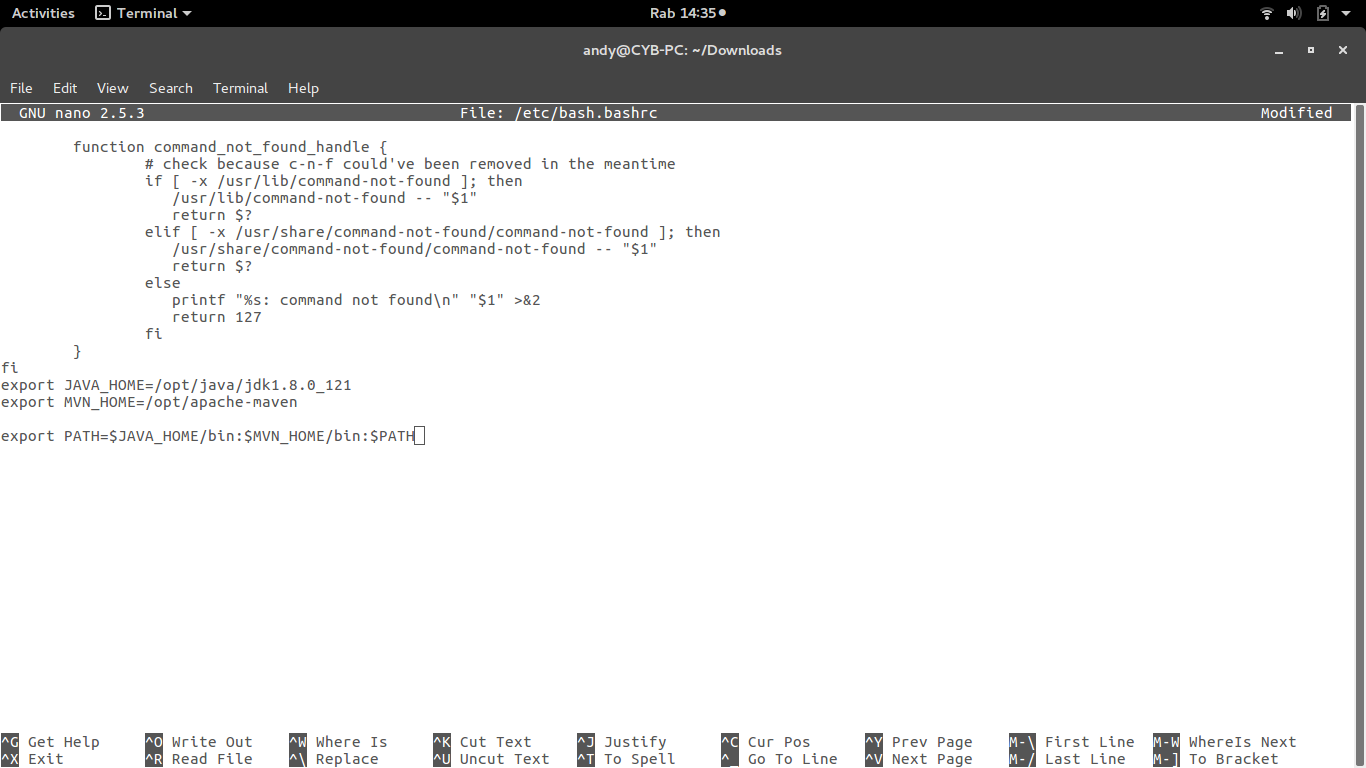 Activities Terminal Rab 14:35
andy@CYB-PC: ~/Downloads
File Edit View Search Terminal Help
GNU nano 2.5.3 File: /etc/bash.bashrc Modified
function command_not_found_handle {
# check because c-n-f could've been removed in the meantime
if [ -x /usr/lib/command-not-found ]; then
/usr/lib/command-not-found -- "$1"
return $?
elif [ -x /usr/share/command-not-found/command-not-found ]; then
/usr/share/command-not-found/command-not-found -- "$1"
return $?
else
printf "%s: command not found\n" "$1" >&2
return 127
fi
}
fi
export JAVA_HOME=/opt/java/jdk1.8.0_121
export MVN_HOME=/opt/apache-maven
export PATH=$JAVA_HOME/bin:$MVN_HOME/bin:$PATH
^G Get Help ^O Write Out ^W Where Is ^K Cut Text ^J Justify ^C Cur Pos ^Y Prev Page M-\ First Line M-W WhereIs Next
^X Exit ^R Read File ^\ Replace ^U Uncut Text ^T To Spell ^_ Go To Line ^V Next Page M-/ Last Line M-] To Bracket